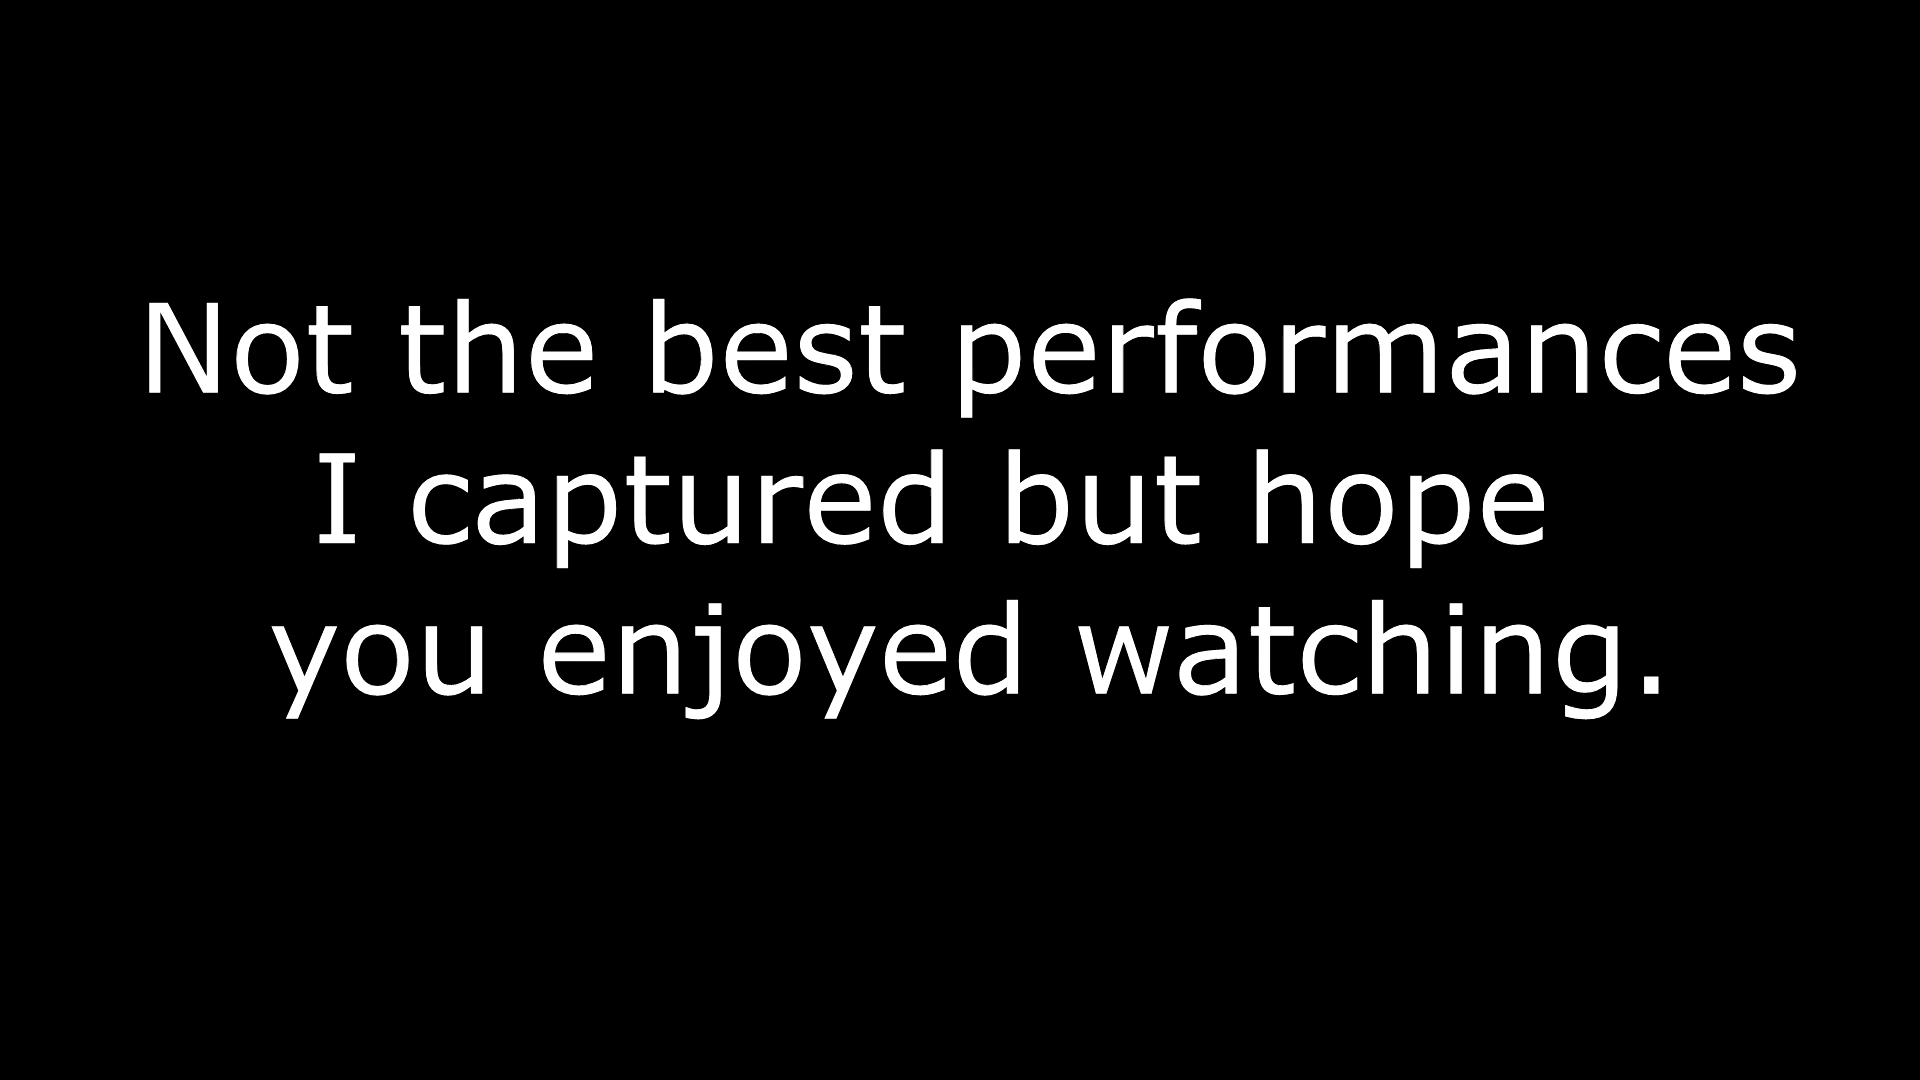 Not the best performances
I captured but hope
you enjoyed watching.